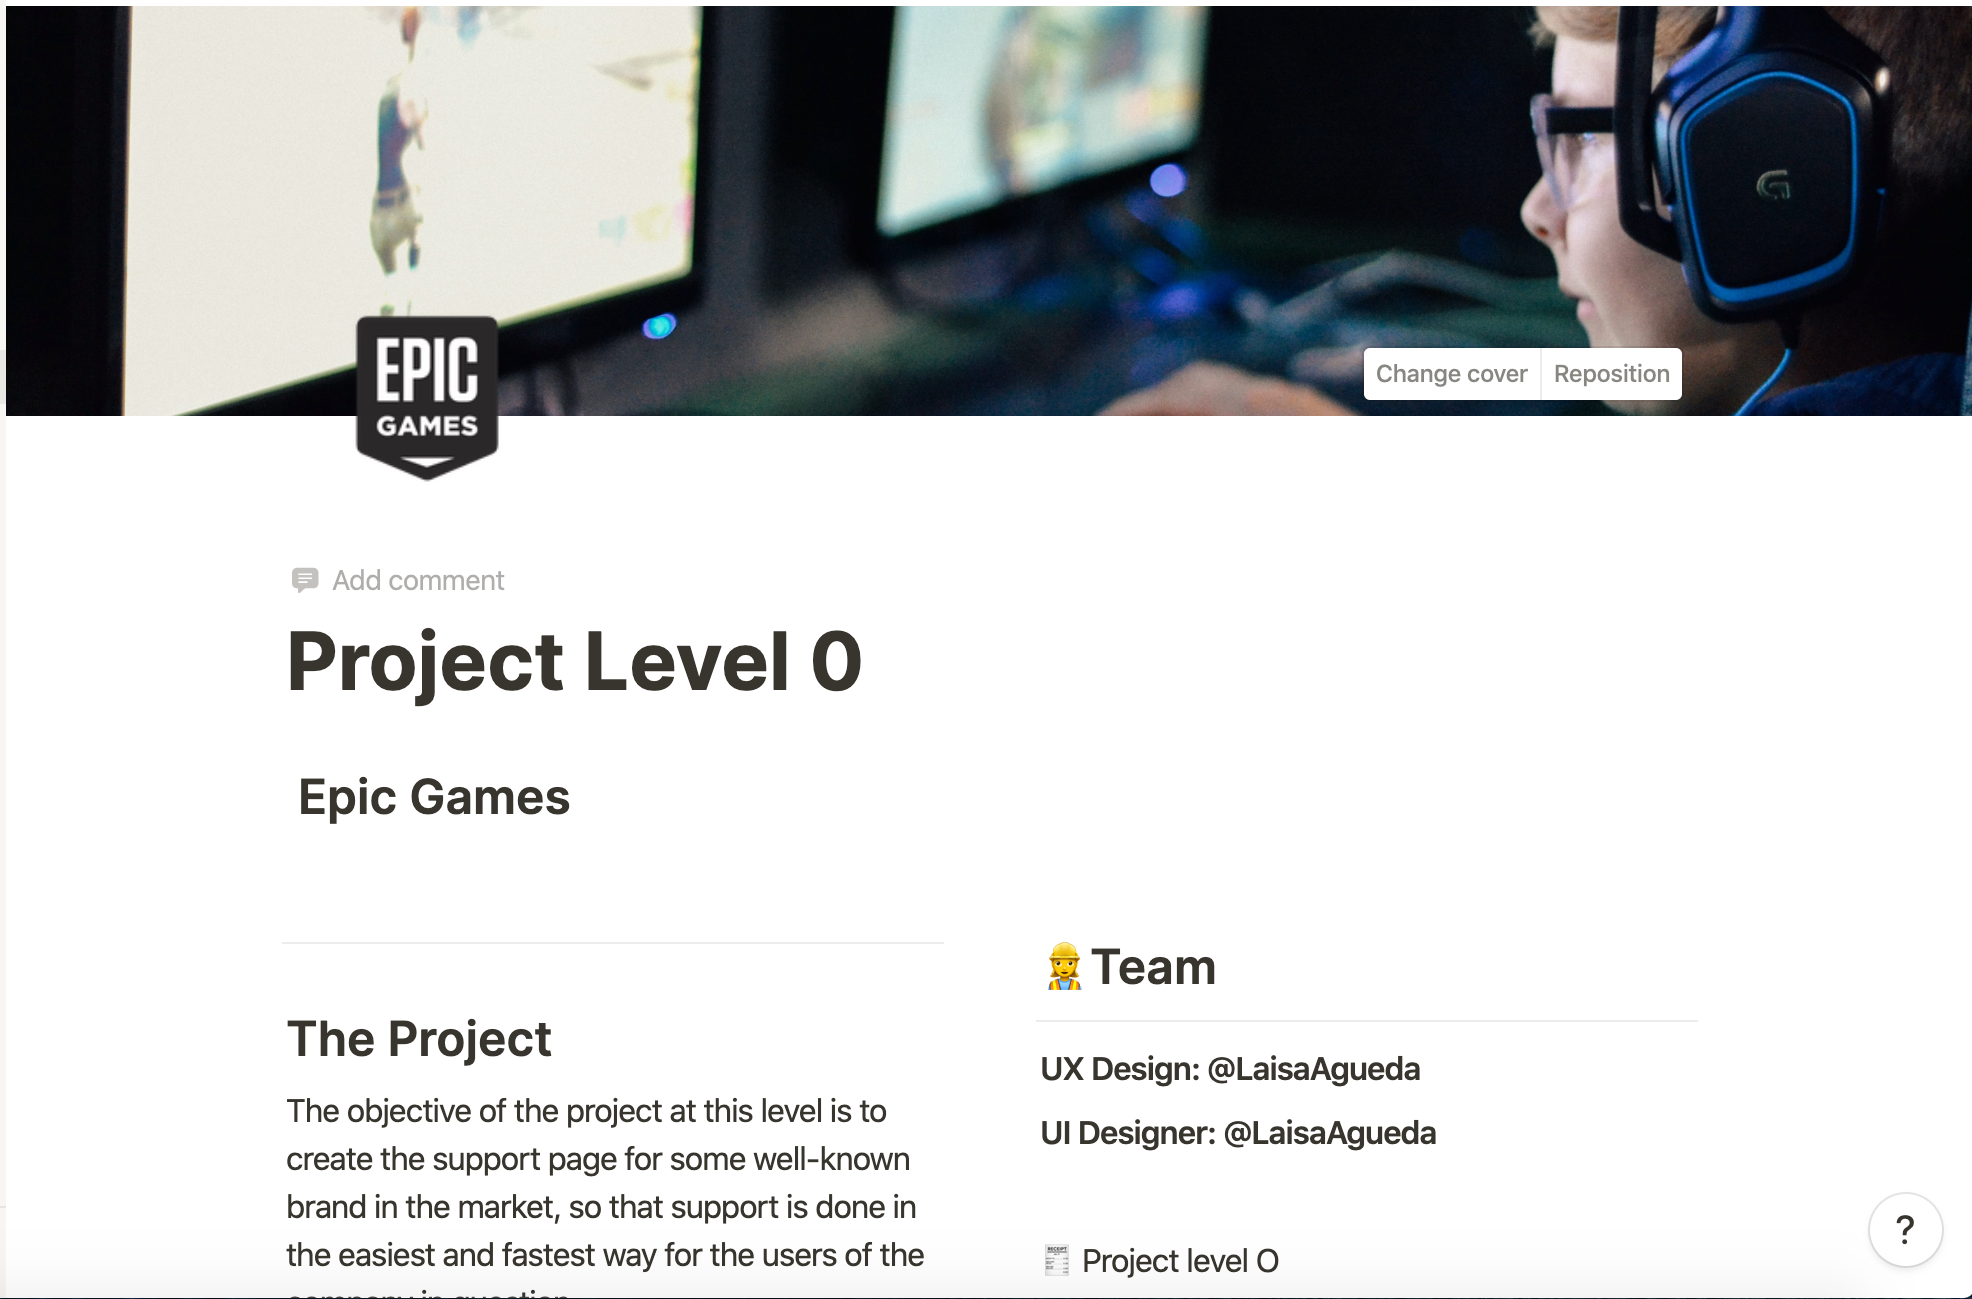 EPIC
GAMES
Change cover
Reposition
Add comment
Project Level 0
Epic Games
The Project
The objective of the project at this level is to
create the support page for some well-known
brand in the market, so that support is done in
the easiest and fastest way for the users of the
company in question.
👷‍♀️Team
UX Design: @LaisaAgueda
UI Designer: @LaisaAgueda
Project level O
?